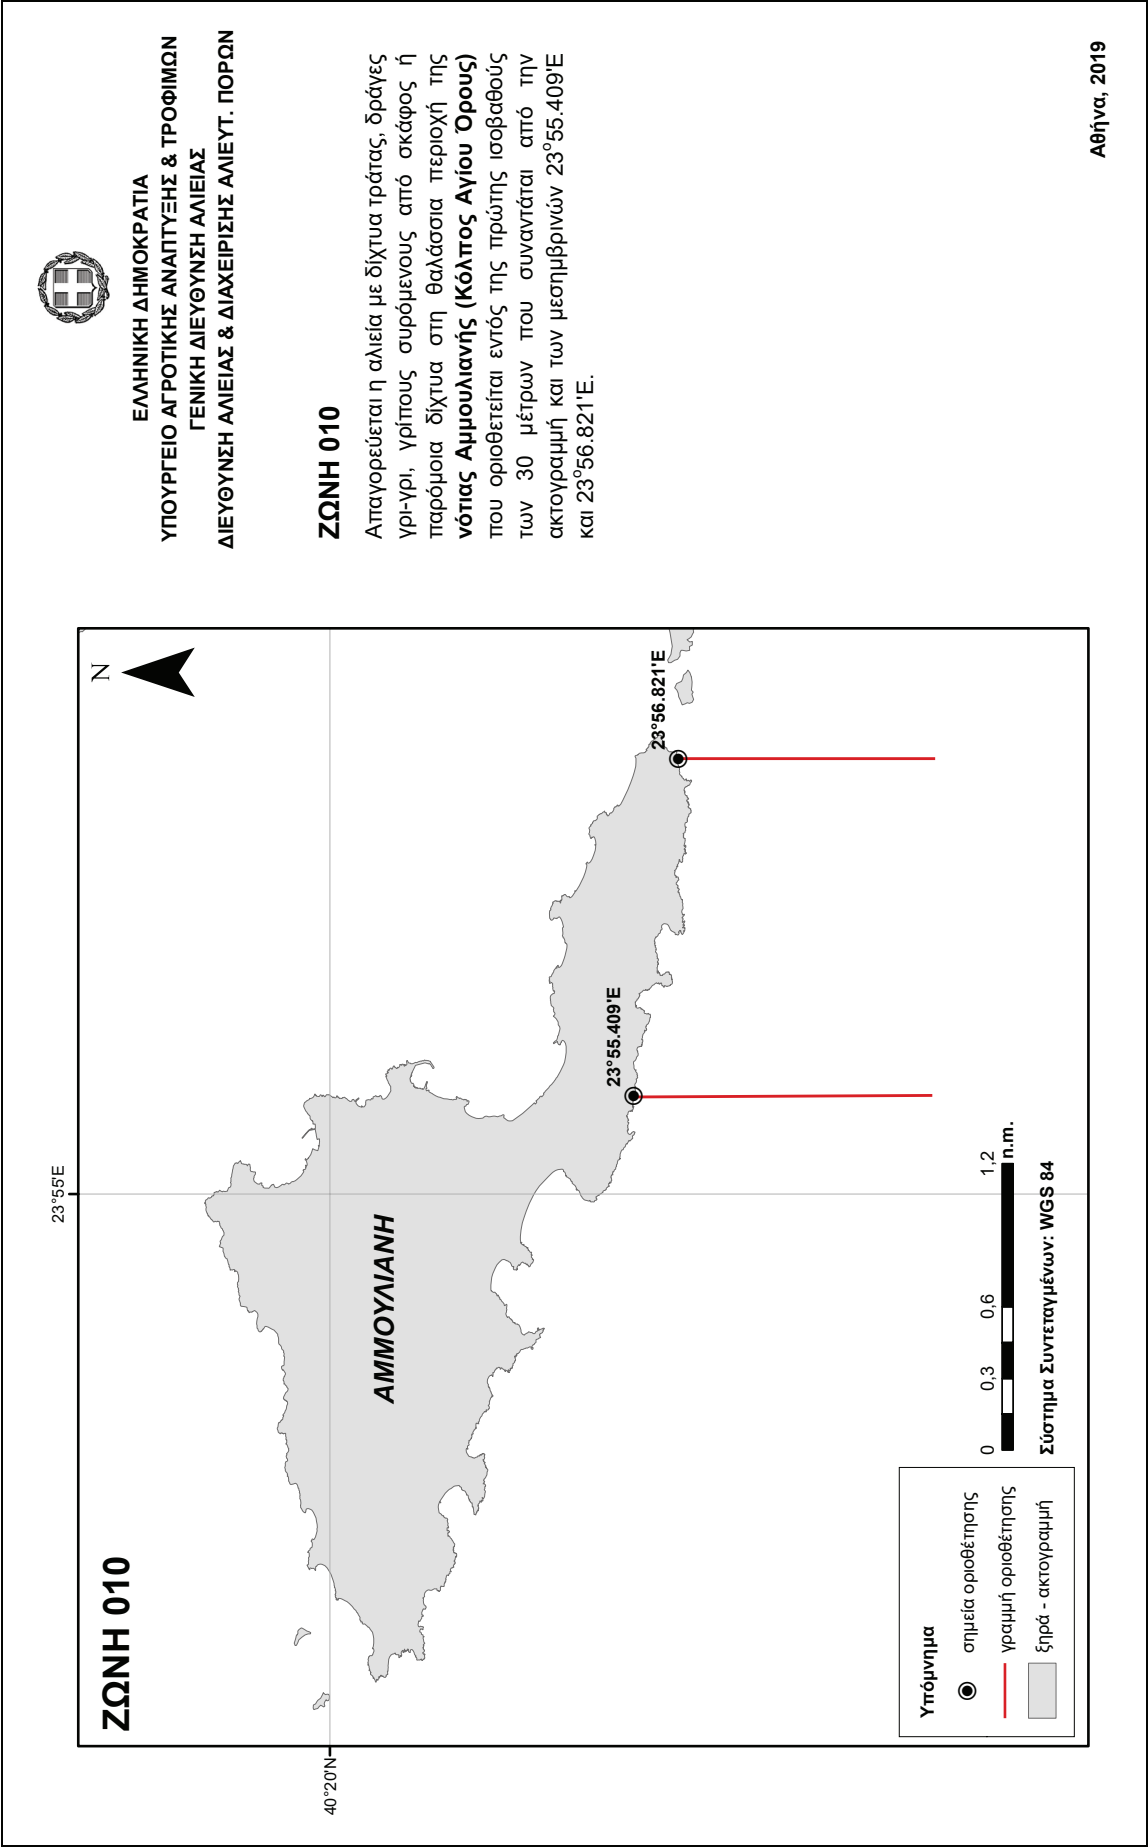 ΖΩΝΗ 010
N
23°55'E
40°20'N
ΑΜΜΟΥΛΙΑΝΗ
23°55.409'E
23°56.821'E
Υπόμνημα
σημεία οριοθέτησης
γραμμή οριοθέτησης
ξηρά - ακτογραμμή
0 0,3 0,6 1,2
n.m.
Σύστημα Συντεταγμένων: WGS 84
ΕΛΛΗΝΙΚΗ ΔΗΜΟΚΡΑΤΙΑ
ΥΠΟΥΡΓΕΙΟ ΑΓΡΟΤΙΚΗΣ ΑΝΑΠΤΥΞΗΣ & ΤΡΟΦΙΜΩΝ
ΓΕΝΙΚΗ ΔΙΕΥΘΥΝΣΗ ΑΛΙΕΙΑΣ
ΔΙΕΥΘΥΝΣΗ ΑΛΙΕΙΑΣ & ΔΙΑΧΕΙΡΙΣΗΣ ΑΛΙΕΥΤ. ΠΟΡΩΝ
ΖΩΝΗ 010
Απαγορεύεται η αλιεία με δίχτυα τράτας, δράγες
γρι-γρι, γρίπους συρόμενους από σκάφος ή
παρόμοια δίχτυα στη θαλάσσια περιοχή της
νότιας Αμμουλιανής (Κόλπος Αγίου Όρους)
που οριοθετείται εντός της πρώτης ισοβαθούς
των 30 μέτρων που συναντάται από την
ακτογραμμή και των μεσημβρινών 23°55.409'E
και 23°56.821'E.
Αθήνα, 2019